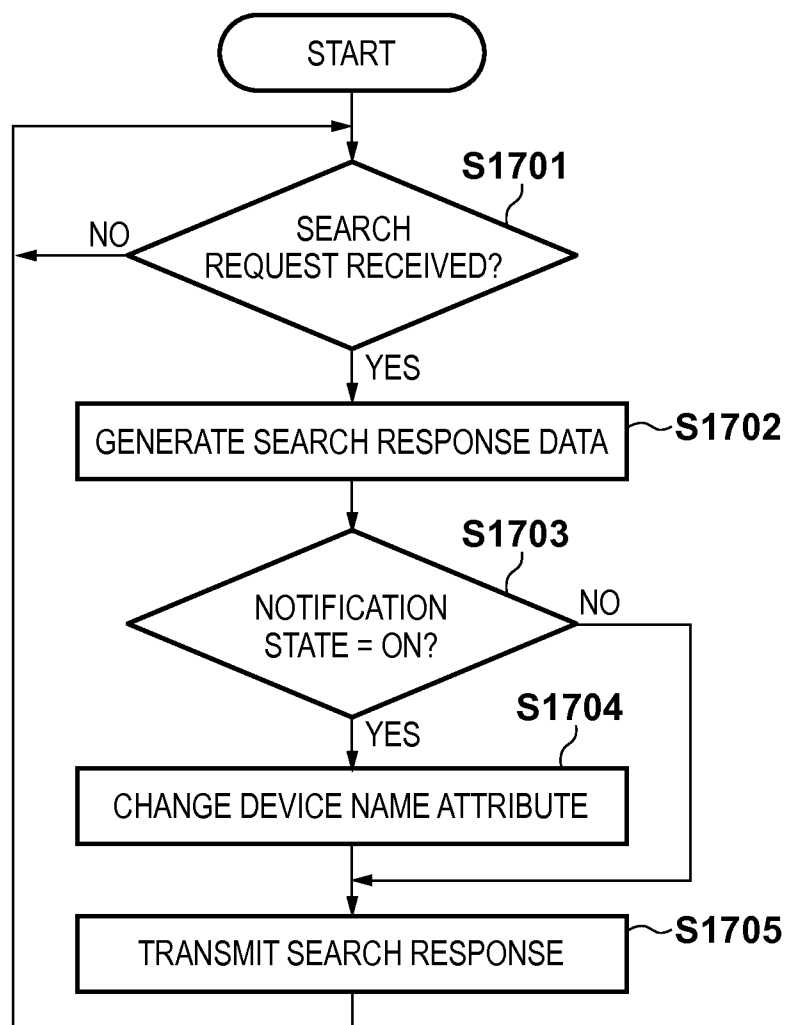 START
S1701
NO
SEARCH
REQUEST RECEIVED?
YES
GENERATE SEARCH RESPONSE DATA
S1702
S1703
NOTIFICATION
STATE = ON?
NO
S1704
YES
CHANGE DEVICE NAME ATTRIBUTE
TRANSMIT SEARCH RESPONSE
S1705